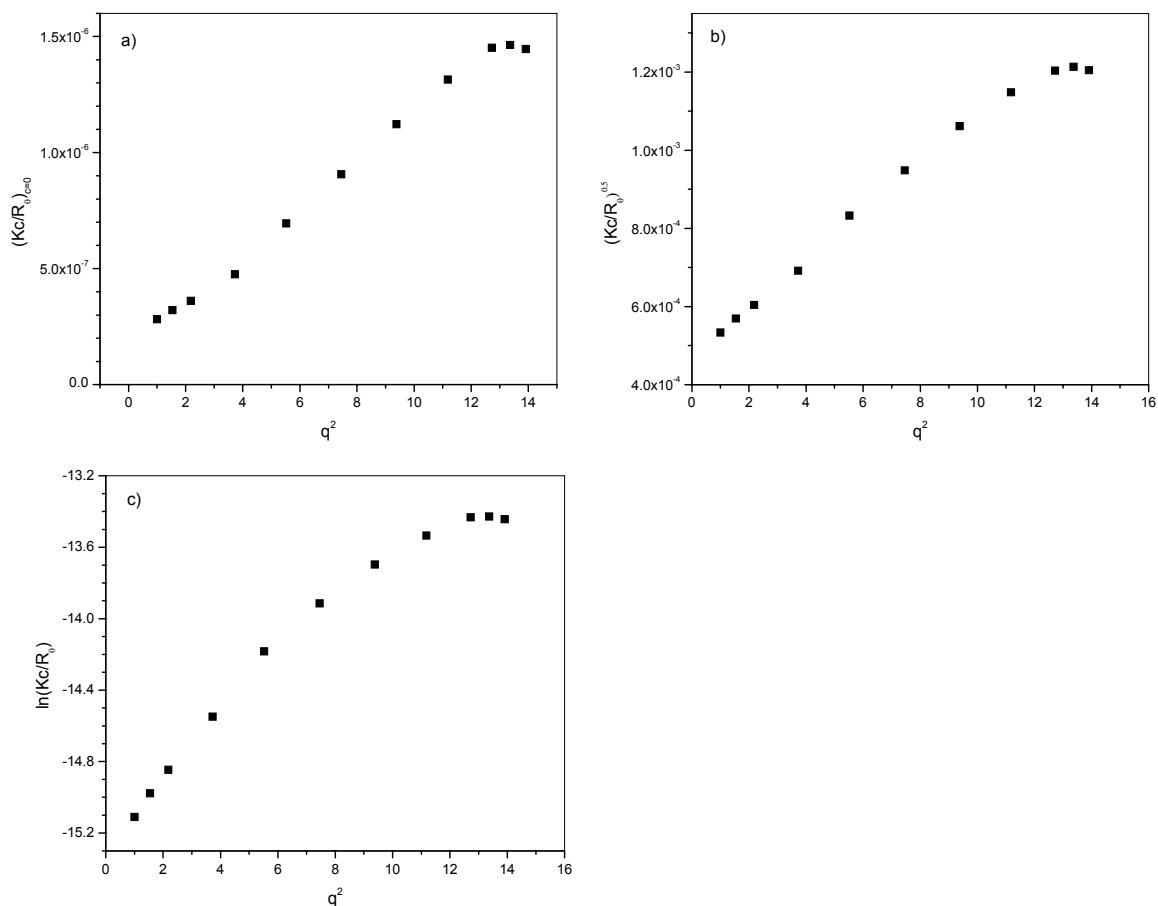 a)
1.5x10⁻⁶
1.0x10⁻⁶
5.0x10⁻⁷
0.0
(Kc/R_θ)_c=0
0 2 4 6 8 10 12 14
q²
b)
1.2x10⁻³
1.0x10⁻³
8.0x10⁻⁴
6.0x10⁻⁴
4.0x10⁻⁴
(Kc/R_θ)^0.5
0 2 4 6 8 10 12 14 16
q²
c)
-13.2
-13.6
-14.0
-14.4
-14.8
-15.2
ln(Kc/R_θ)
0 2 4 6 8 10 12 14 16
q²